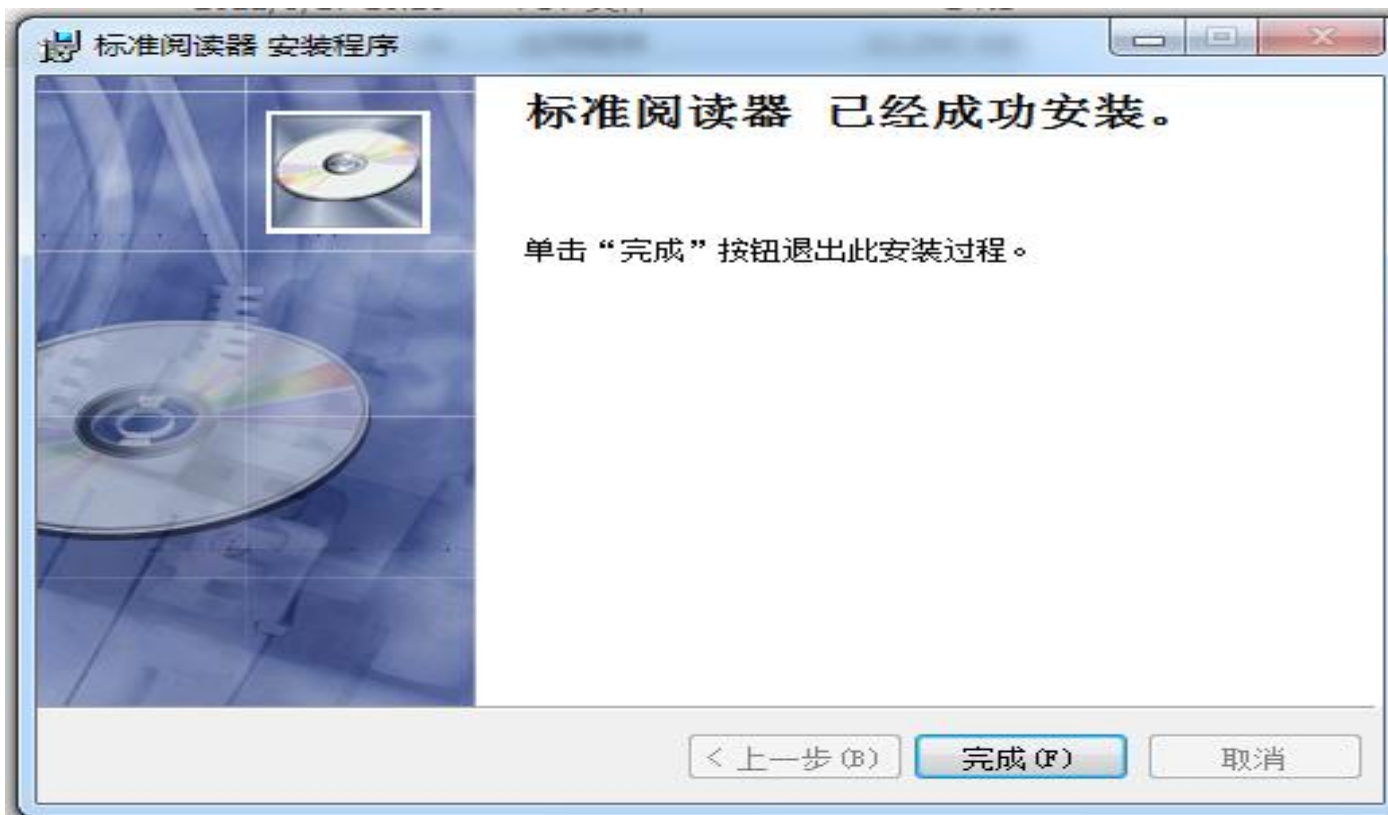 标准阅读器 安装程序
标准阅读器 已经成功安装。
单击“完成”按钮退出此安装过程。
< 上一步(B)
完成(F)
取消